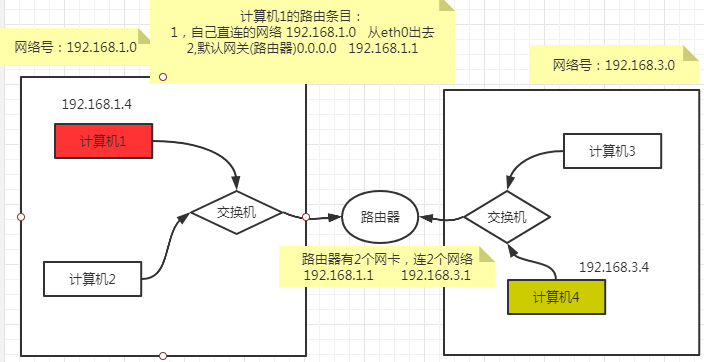 计算机1的路由条目：
1，自己直连的网络 192.168.1.0 从eth0出去
2,默认网关(路由器)0.0.0.0 192.168.1.1
网络号：192.168.1.0
网络号：192.168.3.0
192.168.1.4
计算机1
计算机3
交换机
路由器
交换机
路由器有2个网卡，连2个网络
192.168.1.1 192.168.3.1
计算机2
192.168.3.4
计算机4